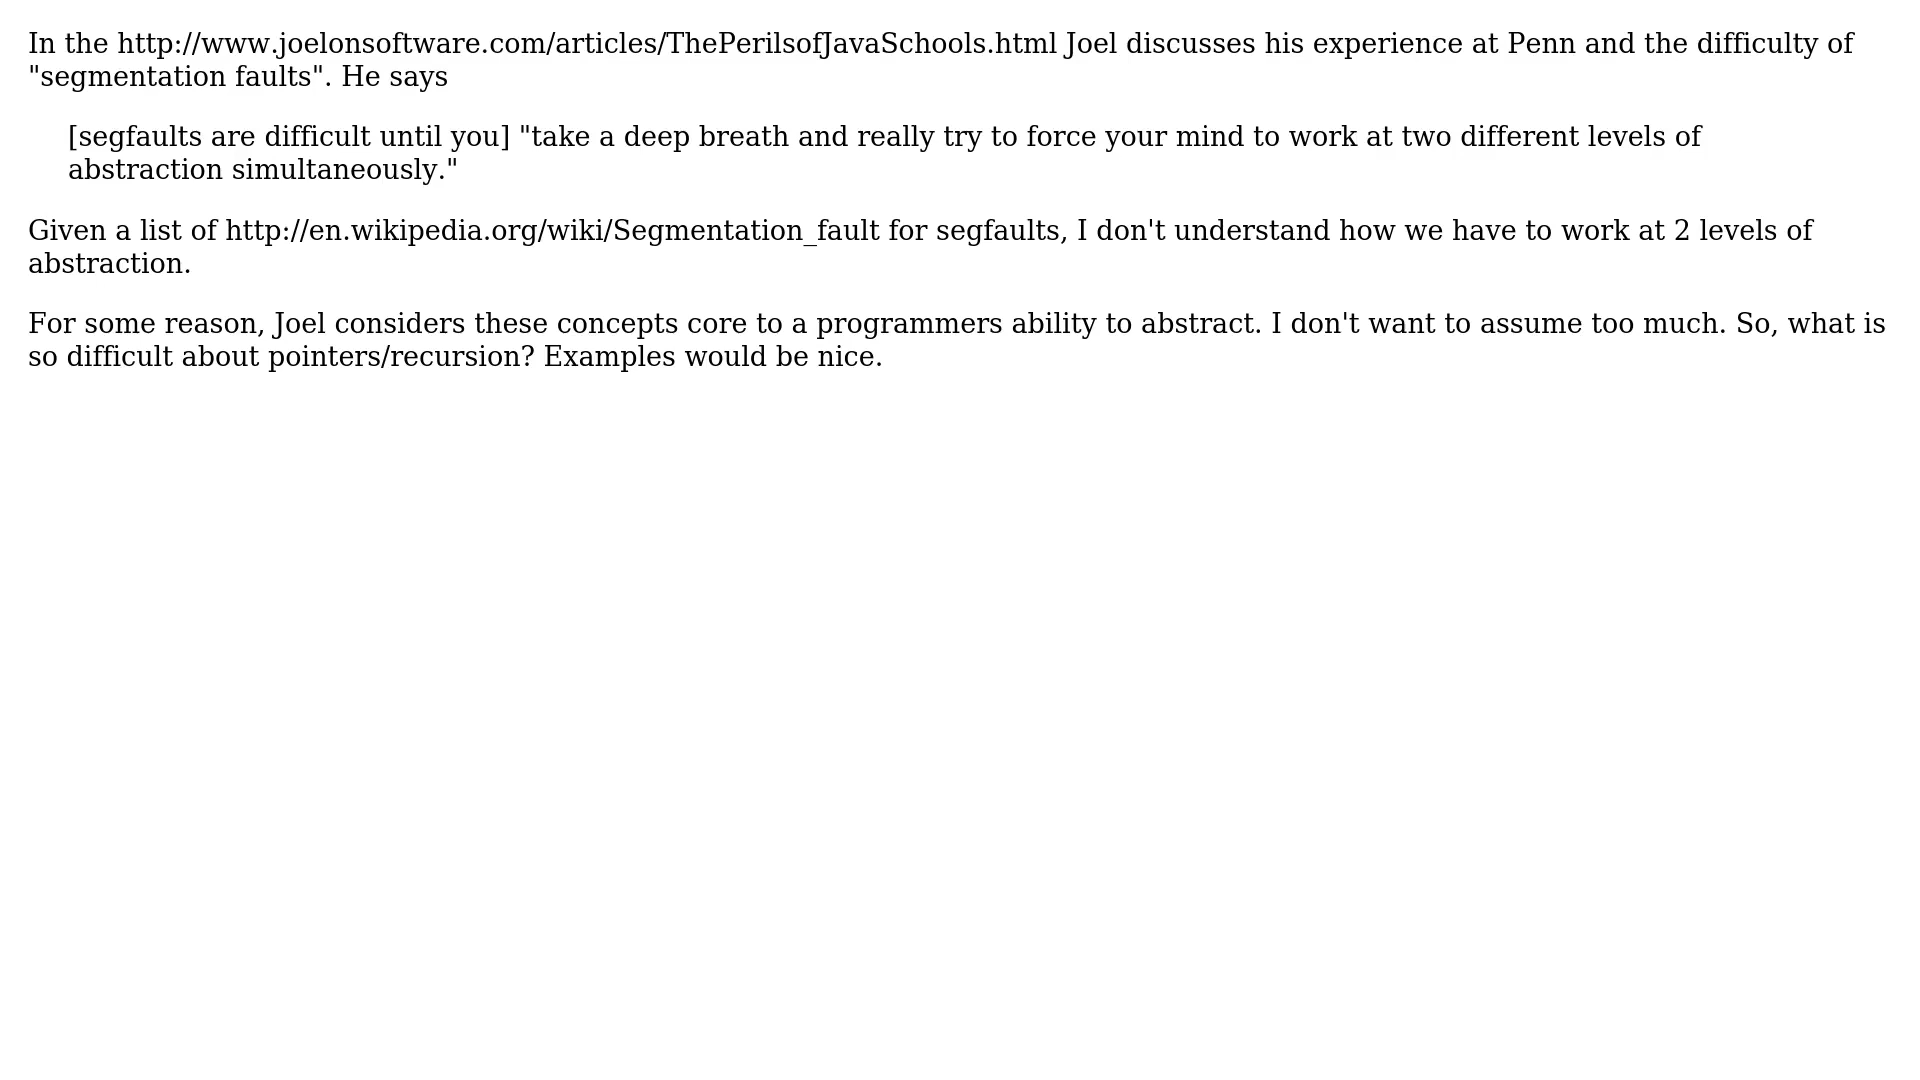 In the http://www.joelonsoftware.com/articles/ThePerilsofJavaSchools.html Joel discusses his experience at Penn and the difficulty of
"segmentation faults". He says
[segfaults are difficult until you] "take a deep breath and really try to force your mind to work at two different levels of
abstraction simultaneously."
Given a list of http://en.wikipedia.org/wiki/Segmentation_fault for segfaults, I don't understand how we have to work at 2 levels of
abstraction.
For some reason, Joel considers these concepts core to a programmers ability to abstract. I don't want to assume too much. So, what is
so difficult about pointers/recursion? Examples would be nice.